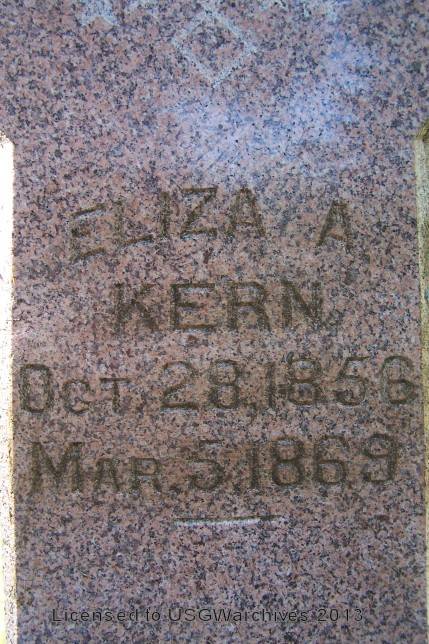 ELIZA A
KERN
OCT. 28, 1856
MAR. 5, 1869
Licensed to USGWarchives 2013